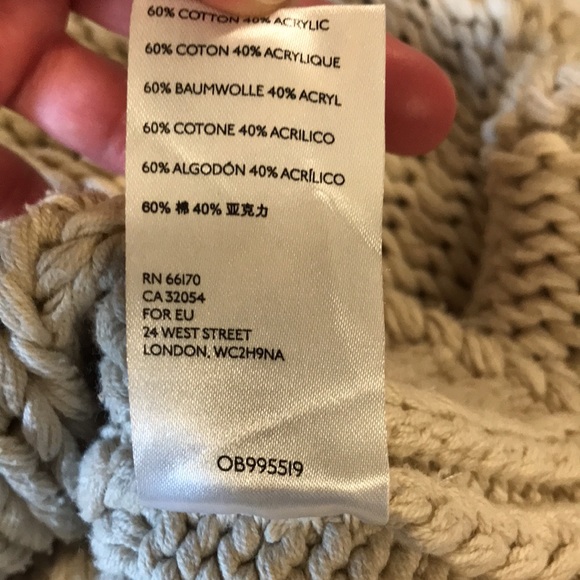 60% COTTON 40% ACRYLIC
60% COTON 40% ACRYLIQUE
60% BAUMWOLLE 40% ACRYL
60% COTONE 40% ACRILICO
60% ALGODÓN 40% ACRÍLICO
60% 棉 40% 亚克力
RN 66170
CA 32054
FOR EU
24 WEST STREET
LONDON, WC2H9NA
OB995519